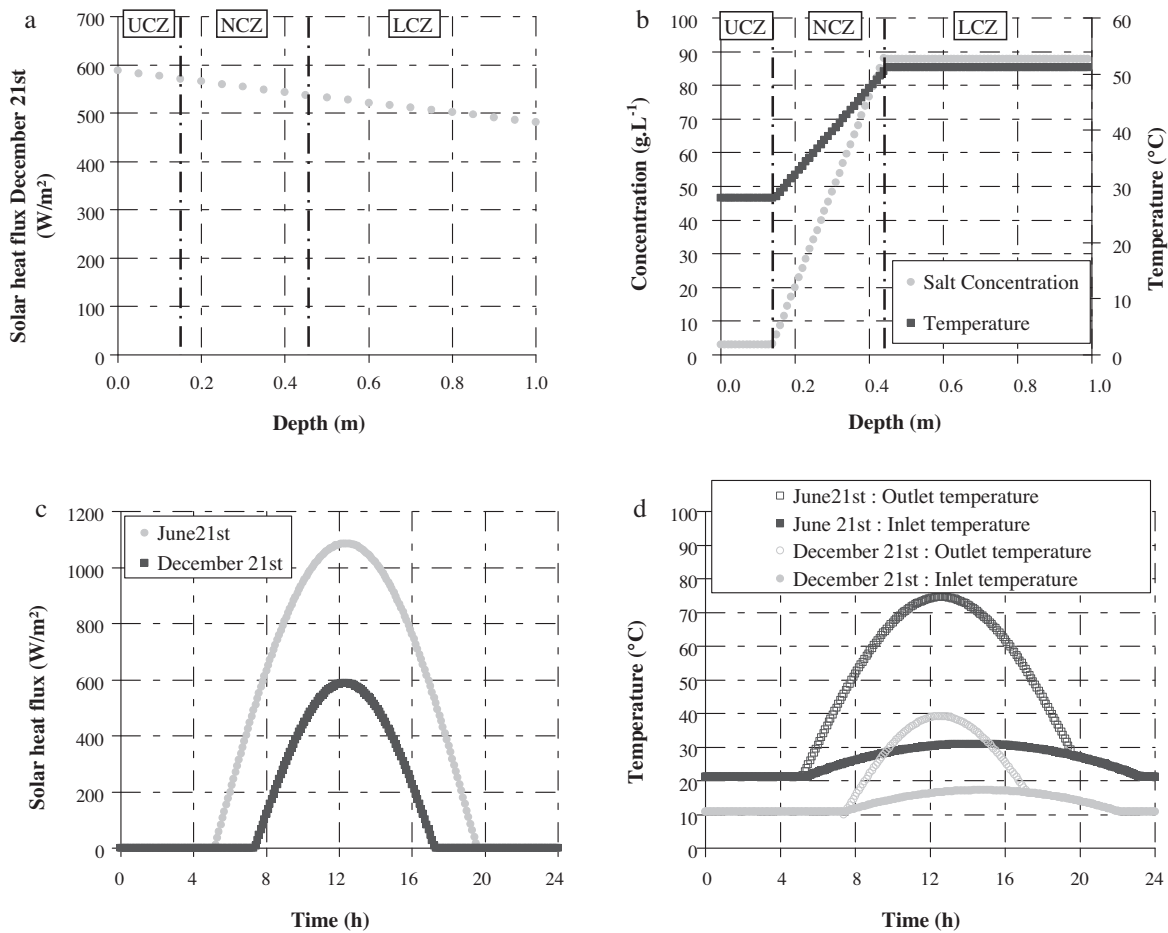 a
UCZ
NCZ
LCZ
700
600
500
400
300
200
100
0
0.0 0.2 0.4 0.6 0.8 1.0
Solar heat flux December 21st
(W/m²)
Depth (m)
b
UCZ
NCZ
LCZ
100
90
80
70
60
50
40
30
20
10
0
60
50
40
30
20
10
0
0.0 0.2 0.4 0.6 0.8 1.0
Concentration (g.L⁻¹)
Temperature (°C)
Salt Concentration
Temperature
Depth (m)
c
1200
1000
800
600
400
200
0
0 4 8 12 16 20 24
June21st
December 21st
Solar heat flux (W/m²)
Time (h)
d
June21st : Outlet temperature
June 21st : Inlet temperature
December 21st : Outlet temperature
December 21st : Inlet temperature
100
90
80
70
60
50
40
30
20
10
0
0 4 8 12 16 20 24
Temperature (°C)
Time (h)